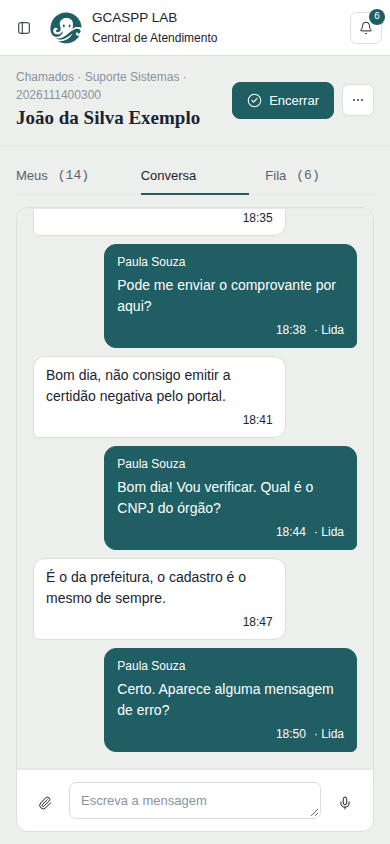 GCASPP LAB
Central de Atendimento
6
Chamados · Suporte Sistemas ·
2026111400300
João da Silva Exemplo
Encerrar
Meus (14)
Conversa
Fila (6)
18:35
Paula Souza
Pode me enviar o comprovante por
aqui?
18:38 · Lida
Bom dia, não consigo emitir a
certidão negativa pelo portal.
18:41
Paula Souza
Bom dia! Vou verificar. Qual é o
CNPJ do órgão?
18:44 · Lida
É o da prefeitura, o cadastro é o
mesmo de sempre.
18:47
Paula Souza
Certo. Aparece alguma mensagem
de erro?
18:50 · Lida
Escreva a mensagem